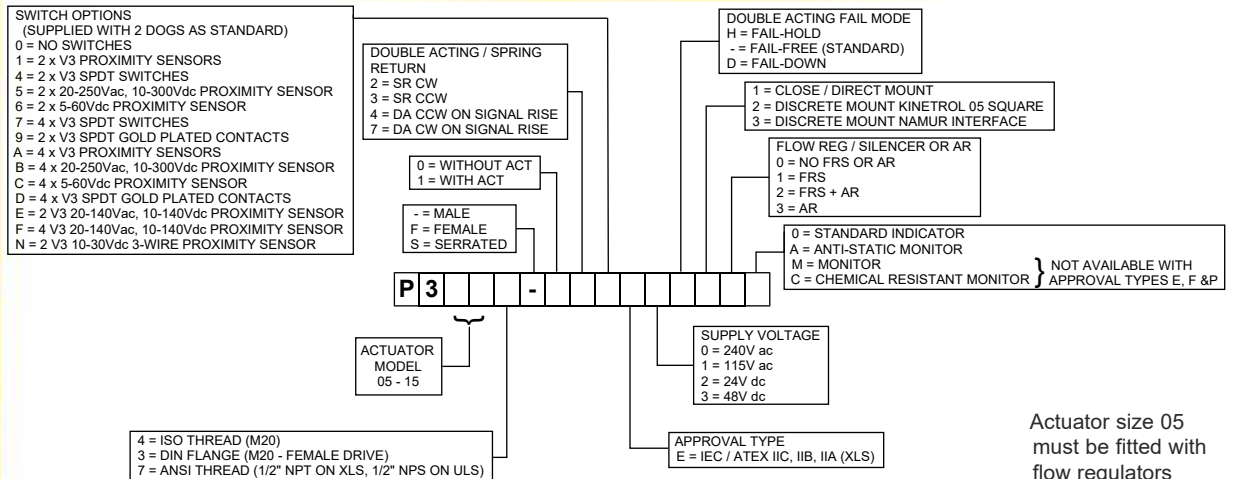 SWITCH OPTIONS
(SUPPLIED WITH 2 DOGS AS STANDARD)
0 = NO SWITCHES
1 = 2 x V3 PROXIMITY SENSORS
4 = 2 x V3 SPDT SWITCHES
5 = 2 x 20-250Vac, 10-300Vdc PROXIMITY SENSOR
6 = 2 x 5-60Vdc PROXIMITY SENSOR
7 = 4 x V3 SPDT SWITCHES
9 = 2 x V3 SPDT GOLD PLATED CONTACTS
A = 4 x V3 PROXIMITY SENSORS
B = 4 x 20-250Vac, 10-300Vdc PROXIMITY SENSOR
C = 4 x 5-60Vdc PROXIMITY SENSOR
D = 4 x V3 SPDT GOLD PLATED CONTACTS
E = 2 V3 20-140Vac, 10-140Vdc PROXIMITY SENSOR
F = 4 V3 20-140Vac, 10-140Vdc PROXIMITY SENSOR
N = 2 V3 10-30Vdc 3-WIRE PROXIMITY SENSOR
DOUBLE ACTING / SPRING
RETURN
2 = SR CW
3 = SR CCW
4 = DA CCW ON SIGNAL RISE
7 = DA CW ON SIGNAL RISE
0 = WITHOUT ACT
1 = WITH ACT
- = MALE
F = FEMALE
S = SERRATED
DOUBLE ACTING FAIL MODE
H = FAIL-HOLD
- = FAIL-FREE (STANDARD)
D = FAIL-DOWN
1 = CLOSE / DIRECT MOUNT
2 = DISCRETE MOUNT KINETROL 05 SQUARE
3 = DISCRETE MOUNT NAMUR INTERFACE
FLOW REG / SILENCER OR AR
0 = NO FRS OR AR
1 = FRS
2 = FRS + AR
3 = AR
0 = STANDARD INDICATOR
A = ANTI-STATIC MONITOR
M = MONITOR
C = CHEMICAL RESISTANT MONITOR
} NOT AVAILABLE WITH
APPROVAL TYPES E, F &P
P 3 -
ACTUATOR
MODEL
05 - 15
SUPPLY VOLTAGE
0 = 240V ac
1 = 115V ac
2 = 24V dc
3 = 48V dc
4 = ISO THREAD (M20)
3 = DIN FLANGE (M20 - FEMALE DRIVE)
7 = ANSI THREAD (1/2" NPT ON XLS, 1/2" NPS ON ULS)
APPROVAL TYPE
E = IEC / ATEX IIC, IIB, IIA (XLS)
Actuator size 05
must be fitted with
flow regulators